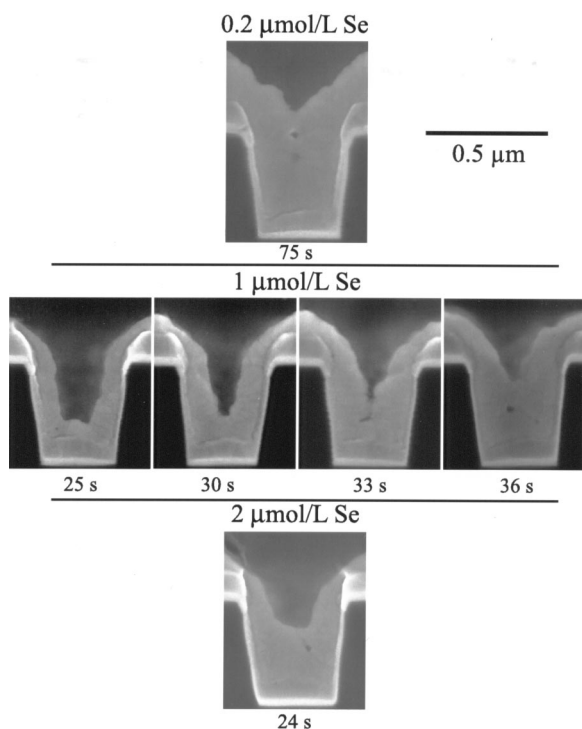 0.2 μmol/L Se
0.5 μm
75 s
1 μmol/L Se
25 s 30 s 33 s 36 s
2 μmol/L Se
24 s